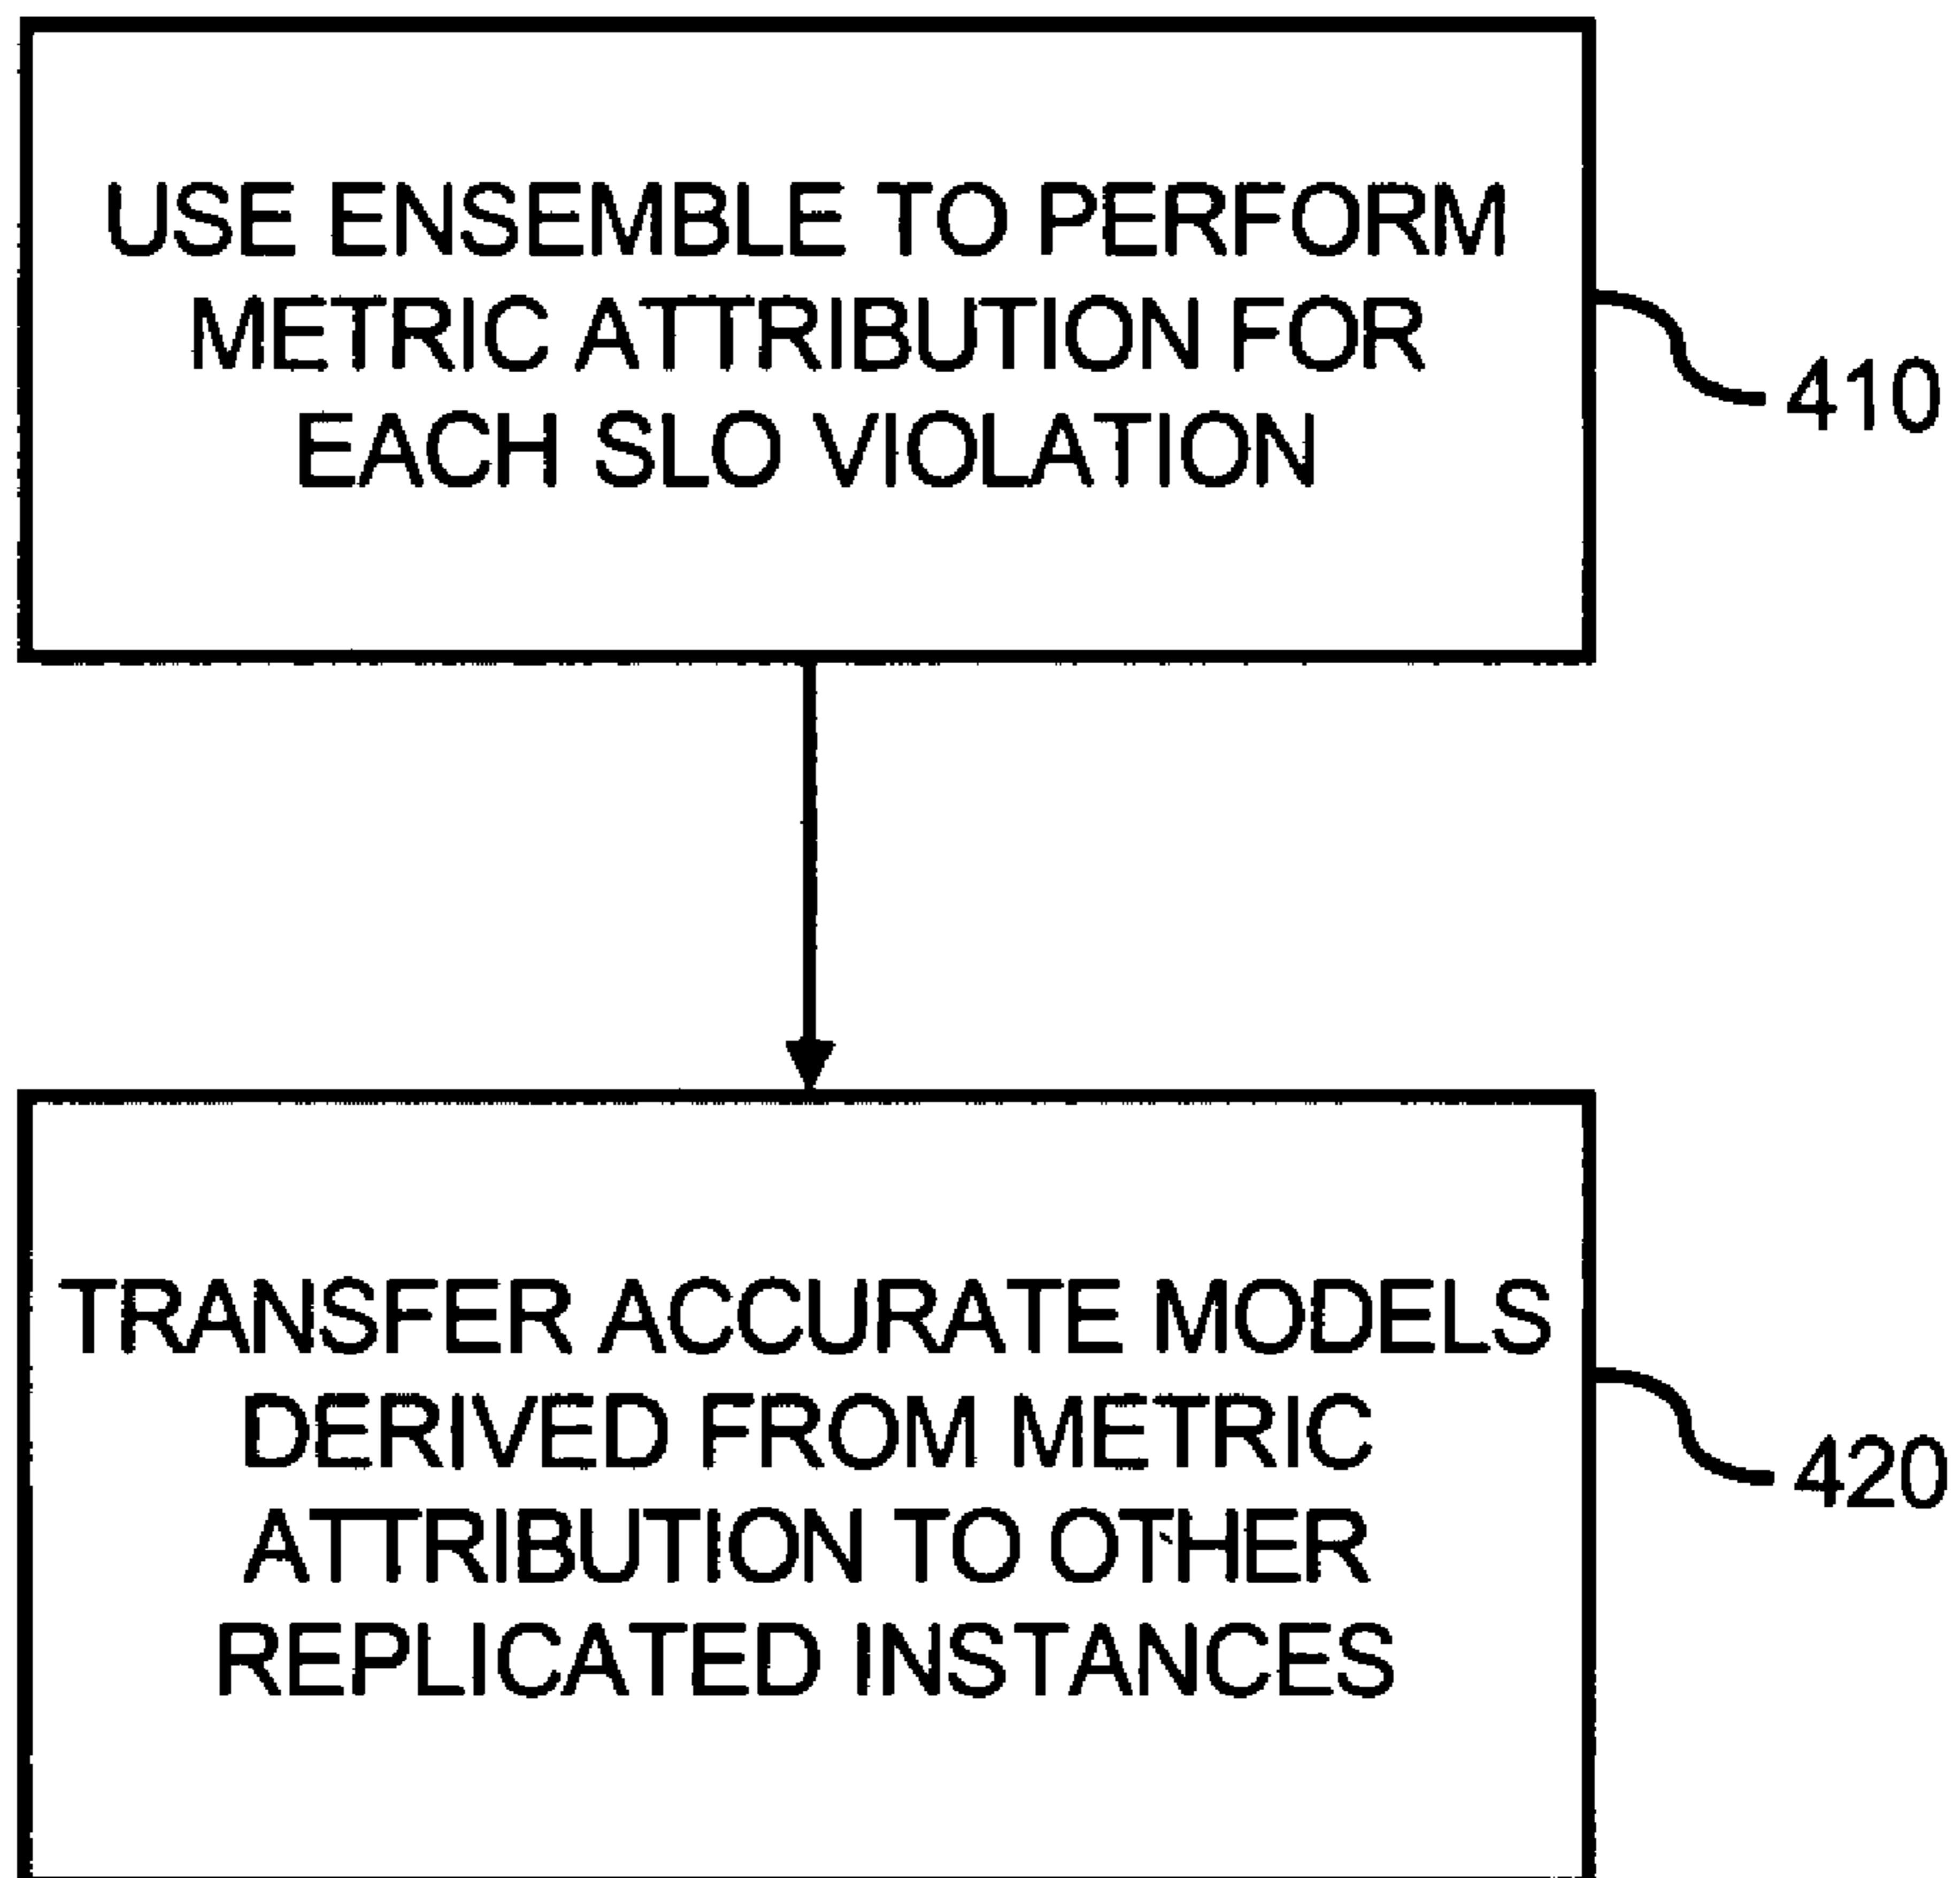 USE ENSEMBLE TO PERFORM
METRIC ATTRIBUTION FOR
EACH SLO VIOLATION
410
TRANSFER ACCURATE MODELS
DERIVED FROM METRIC
ATTRIBUTION TO OTHER
REPLICATED INSTANCES
420